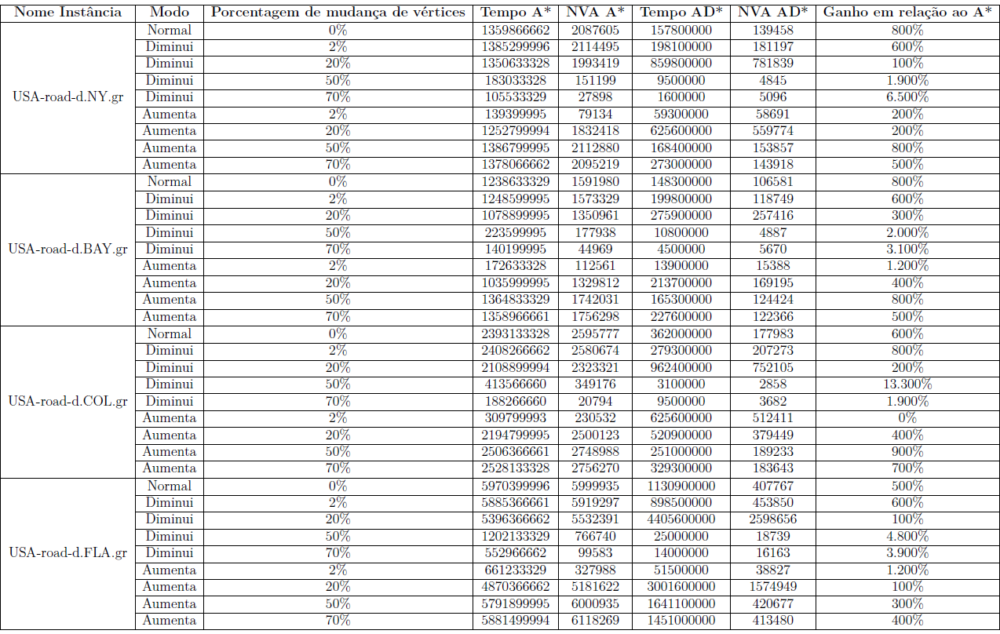 Nome Instância Modo Porcentagem de mudança de vértices Tempo A* NVA A* Tempo AD* NVA AD* Ganho em relação ao A*
USA-road-d.NY.gr
Normal 0% 1359866662 2087605 157800000 139458 800%
Diminui 2% 1385299996 2114495 198100000 181197 600%
Diminui 20% 1350633328 1993419 859800000 781839 100%
Diminui 50% 183033328 151199 9500000 4845 1.900%
Diminui 70% 105533329 27898 1600000 5096 6.500%
Aumenta 2% 139399995 79134 59300000 58691 200%
Aumenta 20% 1252799994 1832418 625600000 559774 200%
Aumenta 50% 1386799995 2112880 168400000 153857 800%
Aumenta 70% 1378066662 2095219 273000000 143918 500%
USA-road-d.BAY.gr
Normal 0% 1238633329 1591980 148300000 106581 800%
Diminui 2% 1248599995 1573329 199800000 118749 600%
Diminui 20% 1078899995 1350961 275900000 257416 300%
Diminui 50% 223599995 177938 10800000 4887 2.000%
Diminui 70% 140199995 44969 4500000 5670 3.100%
Aumenta 2% 172633328 112561 13900000 15388 1.200%
Aumenta 20% 1035999995 1329812 213700000 169195 400%
Aumenta 50% 1364833329 1742031 165300000 124424 800%
Aumenta 70% 1358966661 1756298 227600000 122366 500%
USA-road-d.COL.gr
Normal 0% 2393133328 2595777 362000000 177983 600%
Diminui 2% 2408266662 2580674 279300000 207273 800%
Diminui 20% 2108899994 2323321 962400000 752105 200%
Diminui 50% 413566660 349176 3100000 2858 13.300%
Diminui 70% 188266660 20794 9500000 3682 1.900%
Aumenta 2% 309799993 230532 625600000 512411 0%
Aumenta 20% 2194799995 2500123 520900000 379449 400%
Aumenta 50% 2506366661 2748988 251000000 189233 900%
Aumenta 70% 2528133328 2756270 329300000 183643 700%
USA-road-d.FLA.gr
Normal 0% 5970399996 5999935 1130900000 407767 500%
Diminui 2% 5885366661 5919297 898500000 453850 600%
Diminui 20% 5396366662 5532391 4405600000 2598656 100%
Diminui 50% 1202133329 766740 25000000 18739 4.800%
Diminui 70% 552966662 99583 14000000 16163 3.900%
Aumenta 2% 661233329 327988 51500000 38827 1.200%
Aumenta 20% 4870366662 5181622 3001600000 1574949 100%
Aumenta 50% 5791899995 6000935 1641100000 420677 300%
Aumenta 70% 5881499994 6118269 1451000000 413480 400%